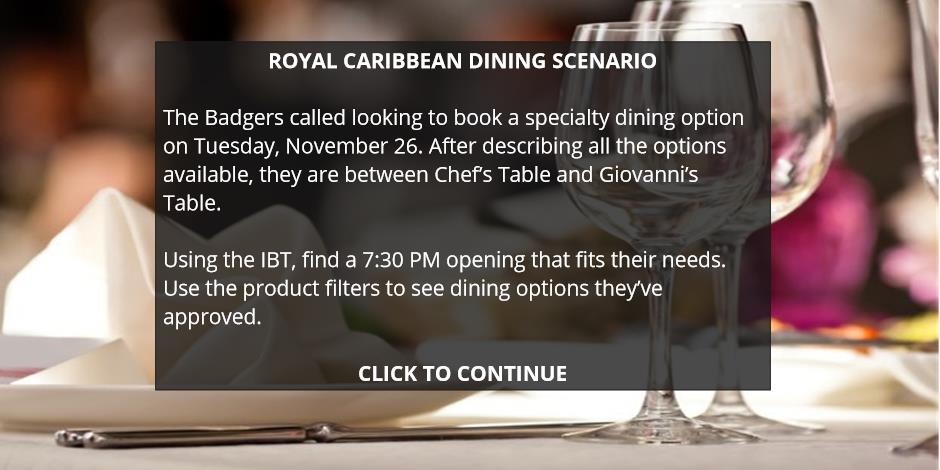 ROYAL CARIBBEAN DINING SCENARIO
The Badgers called looking to book a specialty dining option
on Tuesday, November 26. After describing all the options
available, they are between Chef's Table and Giovanni's
Table.
Using the IBT, find a 7:30 PM opening that fits their needs.
Use the product filters to see dining options they've
approved.
CLICK TO CONTINUE